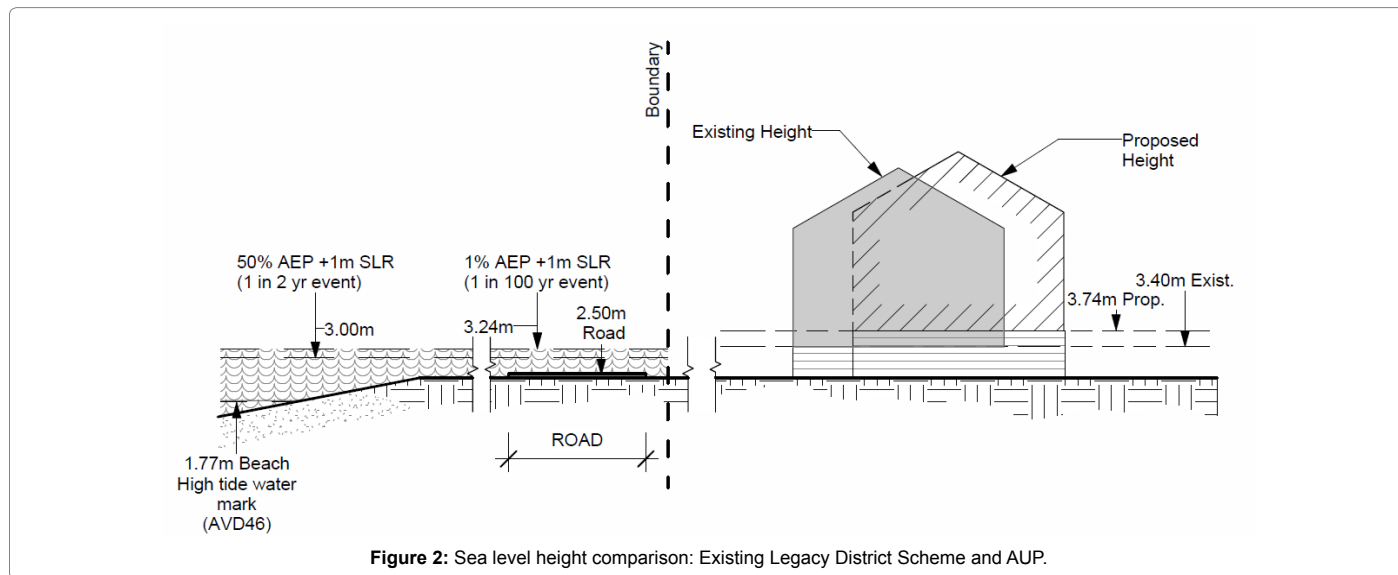 Boundary
Existing Height
Proposed
Height
50% AEP +1m SLR
(1 in 2 yr event)
1% AEP +1m SLR
(1 in 100 yr event)
3.00m
3.24m
2.50m
Road
3.40m Exist.
3.74m Prop.
ROAD
1.77m Beach
High tide water
mark
(AVD46)
Figure 2: Sea level height comparison: Existing Legacy District Scheme and AUP.